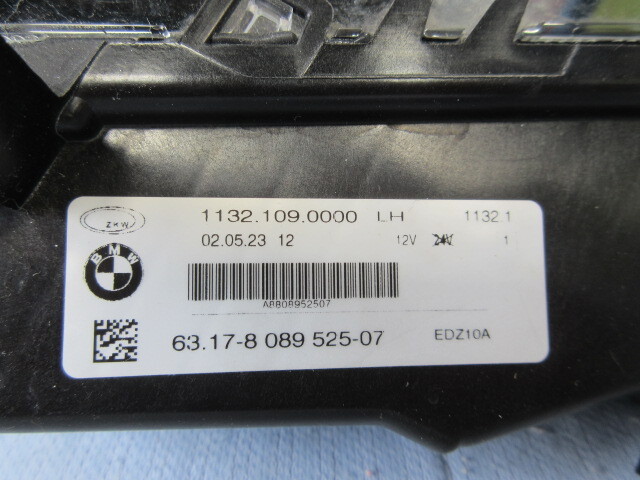 ZKW
1132.109.0000 LH 1132.1
02.05.23 12 12V 24V 1
BMW
A8808952507
63.17-8 089 525-07 EDZ10A